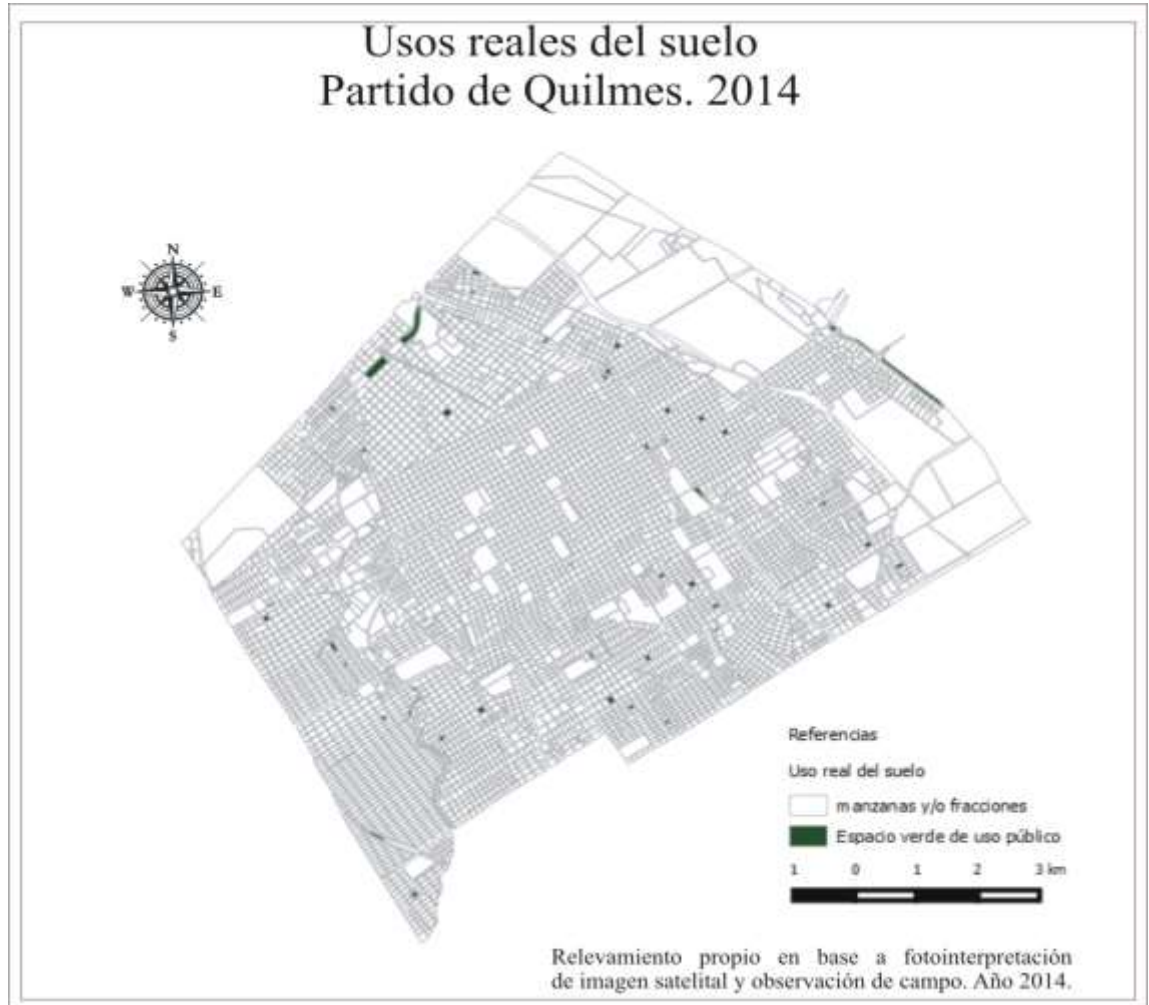 Usos reales del suelo
Partido de Quilmes. 2014
N
W E
S
Referencias
Uso real del suelo
manzanas y/o fracciones
Espacio verde de uso público
1 0 1 2 3 km
Relevamiento propio en base a fotointerpretación
de imagen satelital y observación de campo. Año 2014.